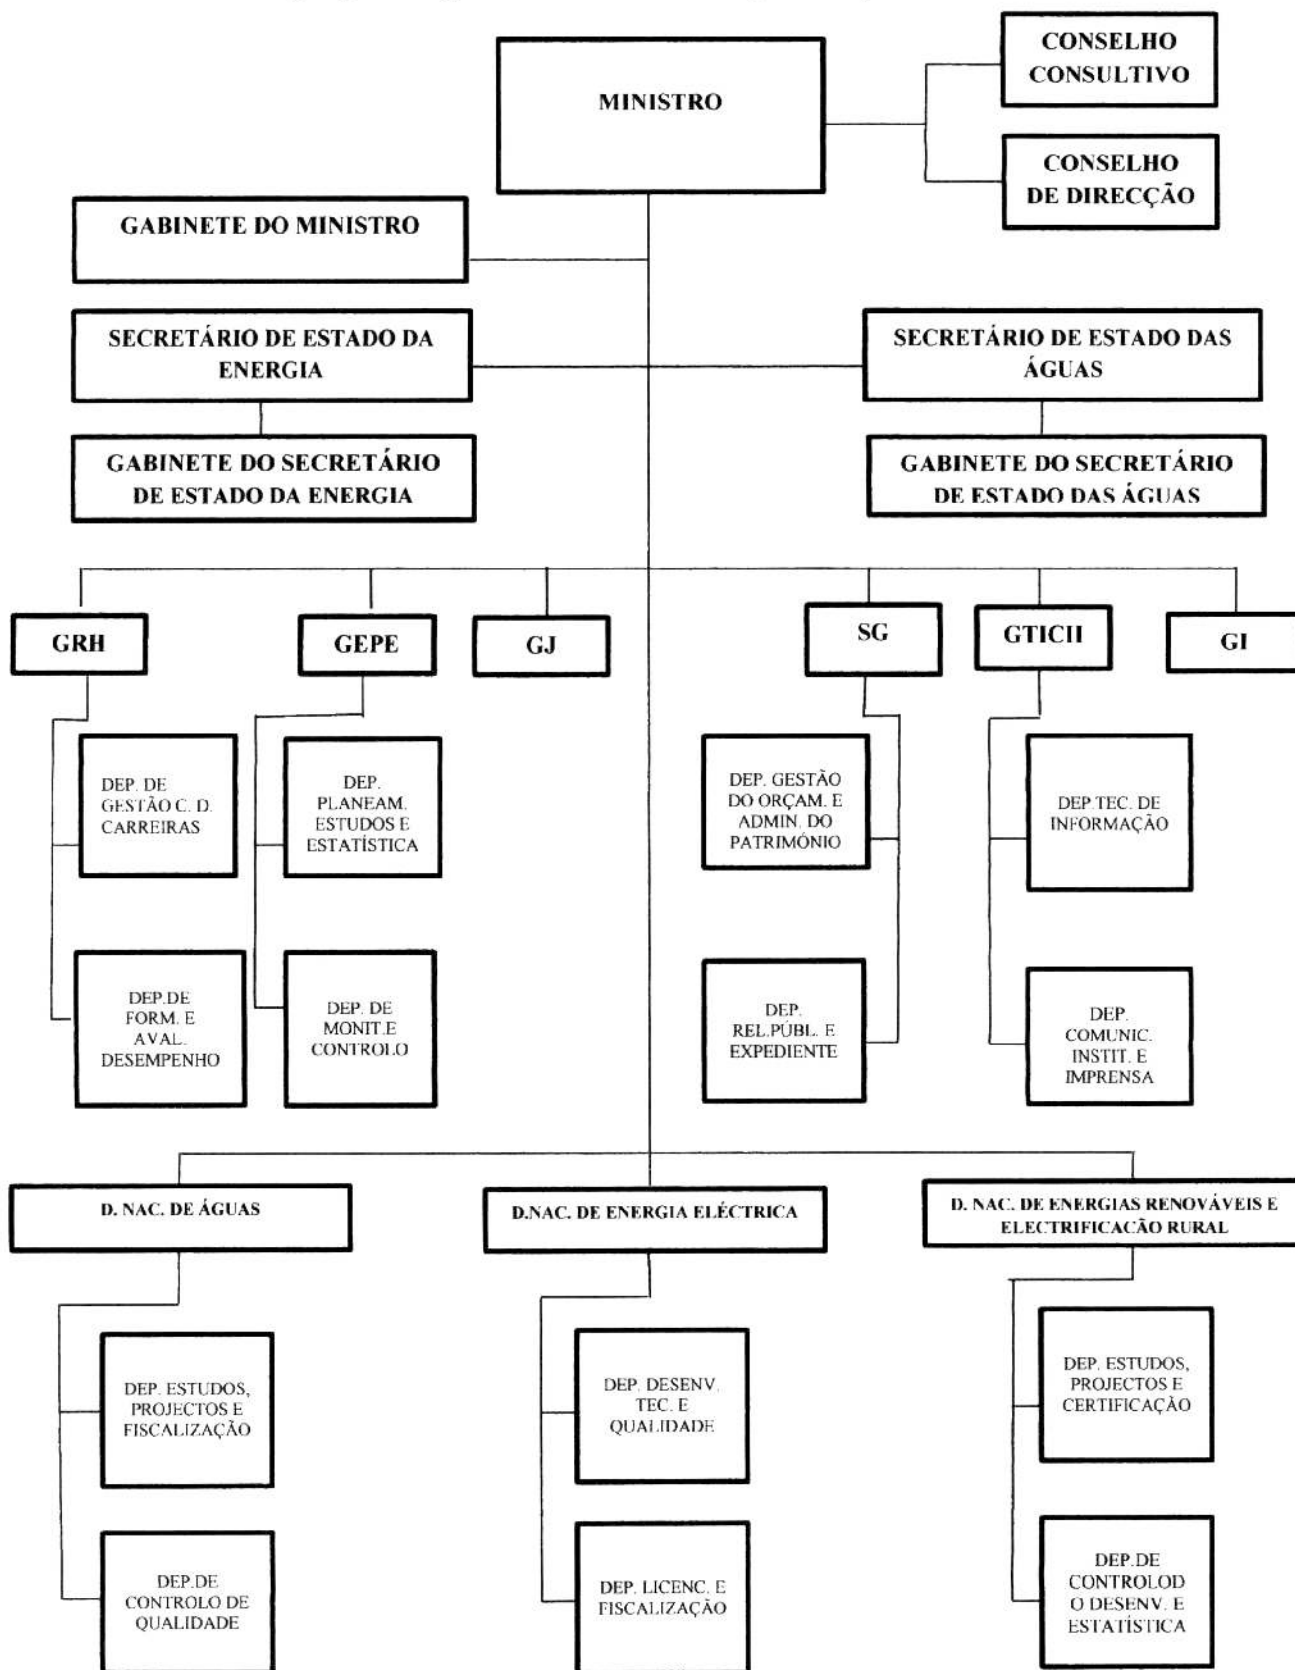 MINISTRO
CONSELHO
CONSULTIVO
CONSELHO
DE DIRECÇÃO
GABINETE DO MINISTRO
SECRETÁRIO DE ESTADO DA
ENERGIA
SECRETÁRIO DE ESTADO DAS
ÁGUAS
GABINETE DO SECRETÁRIO
DE ESTADO DA ENERGIA
GABINETE DO SECRETÁRIO
DE ESTADO DAS ÁGUAS
GRH
GEPE
GJ
SG
GTICII
GI
DEP. DE
GESTÃO C. D.
CARREIRAS
DEP.
PLANEAM.
ESTUDOS E
ESTATÍSTICA
DEP. GESTÃO
DO ORÇAM. E
ADMIN. DO
PATRIMÓNIO
DEP.TEC. DE
INFORMAÇÃO
DEP.DE
FORM. E
AVAL.
DESEMPENHO
DEP. DE
MONIT.E
CONTROLO
DEP.
REL.PÚBL. E
EXPEDIENTE
DEP.
COMUNIC.
INSTIT. E
IMPRENSA
D. NAC. DE ÁGUAS
D.NAC. DE ENERGIA ELÉCTRICA
D. NAC. DE ENERGIAS RENOVÁVEIS E
ELECTRIFICAÇÃO RURAL
DEP. ESTUDOS,
PROJECTOS E
FISCALIZAÇÃO
DEP. DESENV.
TEC. E
QUALIDADE
DEP. ESTUDOS,
PROJECTOS E
CERTIFICAÇÃO
DEP.DE
CONTROLO DE
QUALIDADE
DEP. LICENC. E
FISCALIZAÇÃO
DEP.DE
CONTROLOD
O DESENV. E
ESTATÍSTICA